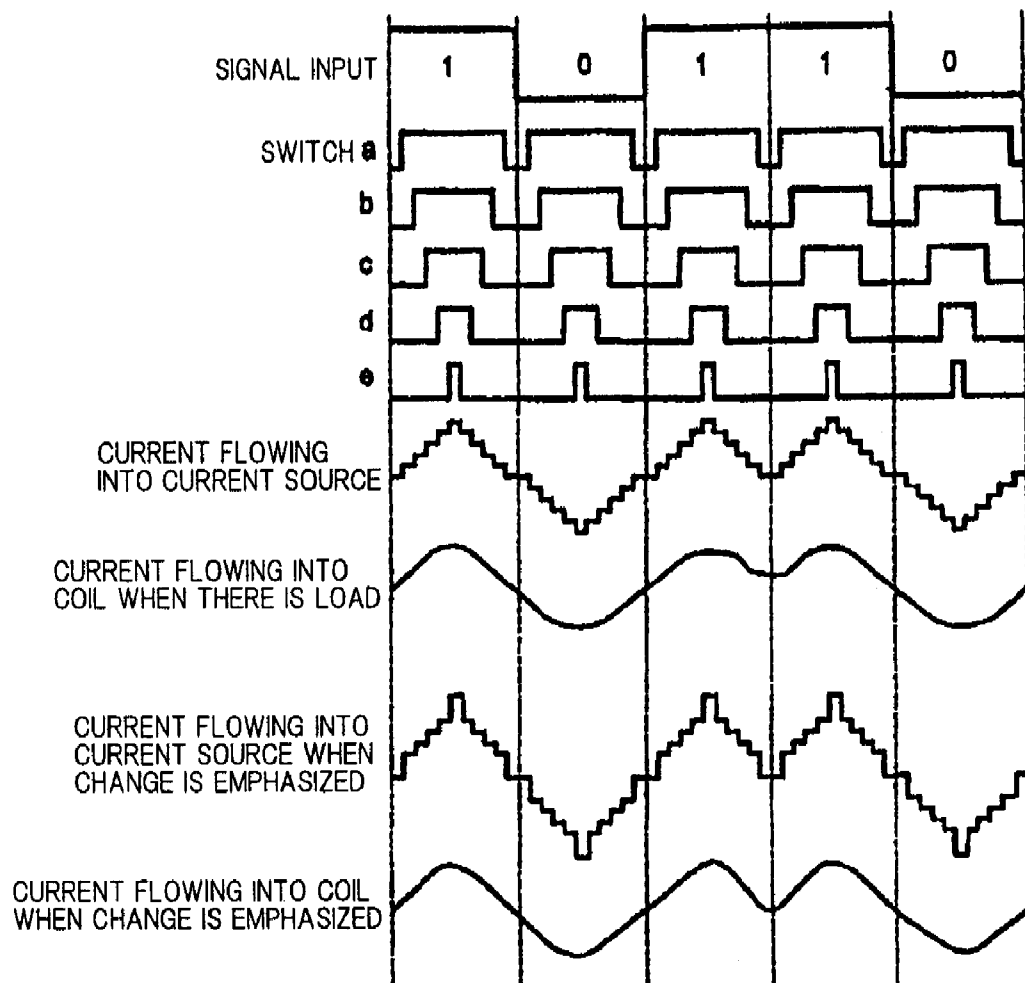 SIGNAL INPUT 1 0 1 1 0
SWITCH a
b
c
d
e
CURRENT FLOWING
INTO CURRENT SOURCE
CURRENT FLOWING INTO
COIL WHEN THERE IS LOAD
CURRENT FLOWING INTO
CURRENT SOURCE WHEN
CHANGE IS EMPHASIZED
CURRENT FLOWING INTO COIL
WHEN CHANGE IS EMPHASIZED